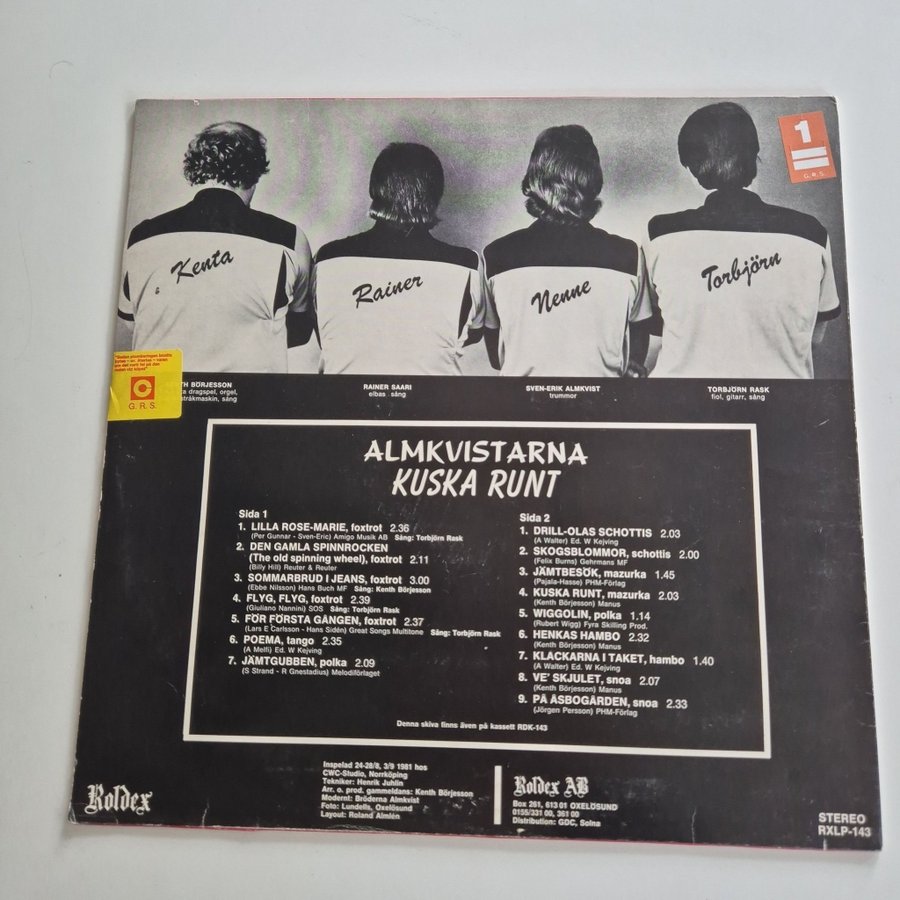 1
G. R. S.
Kenta
Rainer
Nenne
Torbjörn
G. R. S.
BÖRJESSON
dragspel, orgel,
sång
RAINER SAARI
elbas sång
SVEN-ERIK ALMKVIST
trummor
TORBJÖRN RASK
fiol, gitarr, sång
ALMKVISTARNA
KUSKA RUNT
Sida 1
1. LILLA ROSE-MARIE, foxtrot 2.36
(Per Gunnar - Sven-Eric) Amigo Musik AB Sång: Torbjörn Rask
2. DEN GAMLA SPINNROCKEN
(The old spinning wheel), foxtrot 2.11
(Billy Hill) Reuter & Reuter
3. SOMMARBRUD I JEANS, foxtrot 3.00
(Ebbe Nilsson) Hans Buch MF Sång: Kenth Börjesson
4. FLYG, FLYG, foxtrot 2.39
(Giuliano Nannini) SOS Sång: Torbjörn Rask
5. FÖR FÖRSTA GÅNGEN, foxtrot 2.37
(Lars E Carlsson - Hans Sidén) Great Songs Multitone Sång: Torbjörn Rask
6. POEMA, tango 2.35
(A Melfi) Ed. W Kejving
7. JÄMTGUBBEN, polka 2.09
(S Strand - R Gnestadius) Melodiförlaget
Sida 2
1. DRILL-OLAS SCHOTTIS 2.03
(A Walter) Ed. W Kejving
2. SKOGSBLOMMOR, schottis 2.00
(Felix Burns) Gehrmans MF
3. JÄMTBESÖK, mazurka 1.45
(Pajala-Hasse) PHM-Förlag
4. KUSKA RUNT, mazurka 2.03
(Kenth Börjesson) Manus
5. WIGGOLIN, polka 1.14
(Rubert Wigg) Fyra Skilling Prod.
6. HENKAS HAMBO 2.32
(Kenth Börjesson) Manus
7. KLACKARNA I TAKET, hambo 1.40
(A Walter) Ed. W Kejving
8. VE' SKJULET, snoa 2.07
(Kenth Börjesson) Manus
9. PÅ ÅSBOGÅRDEN, snoa 2.33
(Jörgen Persson) PHM-Förlag
Denna skiva finns även på kassett RDK-143
Roldex
Inspelad 24-28/8, 3/9 1981 hos
CWC-Studio, Norrköping
Tekniker: Henrik Juhlin
Arr. o. prod. gammeldans: Kenth Börjesson
Modernt: Bröderna Almkvist
Foto: Lundells, Oxelösund
Layout: Roland Almlén
Roldex AB
Box 261, 613 01 OXELÖSUND
0155/331 00, 361 00
Distribution: GDC, Solna
STEREO
RXLP-143